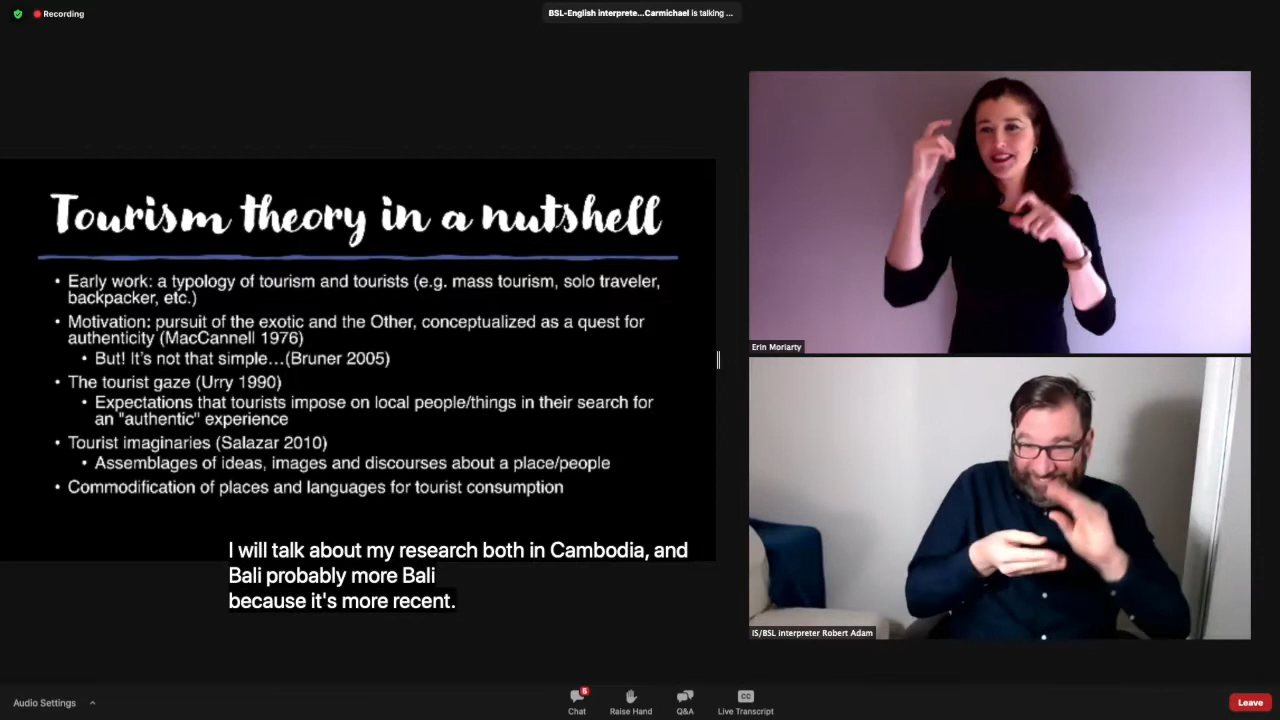 Recording
BSL-English interprete...Carmichael is talking ...
Tourism theory in a nutshell
• Early work: a typology of tourism and tourists (e.g. mass tourism, solo traveler,
backpacker, etc.)
• Motivation: pursuit of the exotic and the Other, conceptualized as a quest for
authenticity (MacCannell 1976)
• But! It's not that simple…(Bruner 2005)
• The tourist gaze (Urry 1990)
• Expectations that tourists impose on local people/things in their search for
an "authentic" experience
• Tourist imaginaries (Salazar 2010)
• Assemblages of ideas, images and discourses about a place/people
• Commodification of places and languages for tourist consumption
I will talk about my research both in Cambodia, and
Bali probably more Bali
because it's more recent.
Erin Moriarty
IS/BSL interpreter Robert Adam
Audio Settings
5
Chat
Raise Hand
Q&A
CC
Live Transcript
Leave